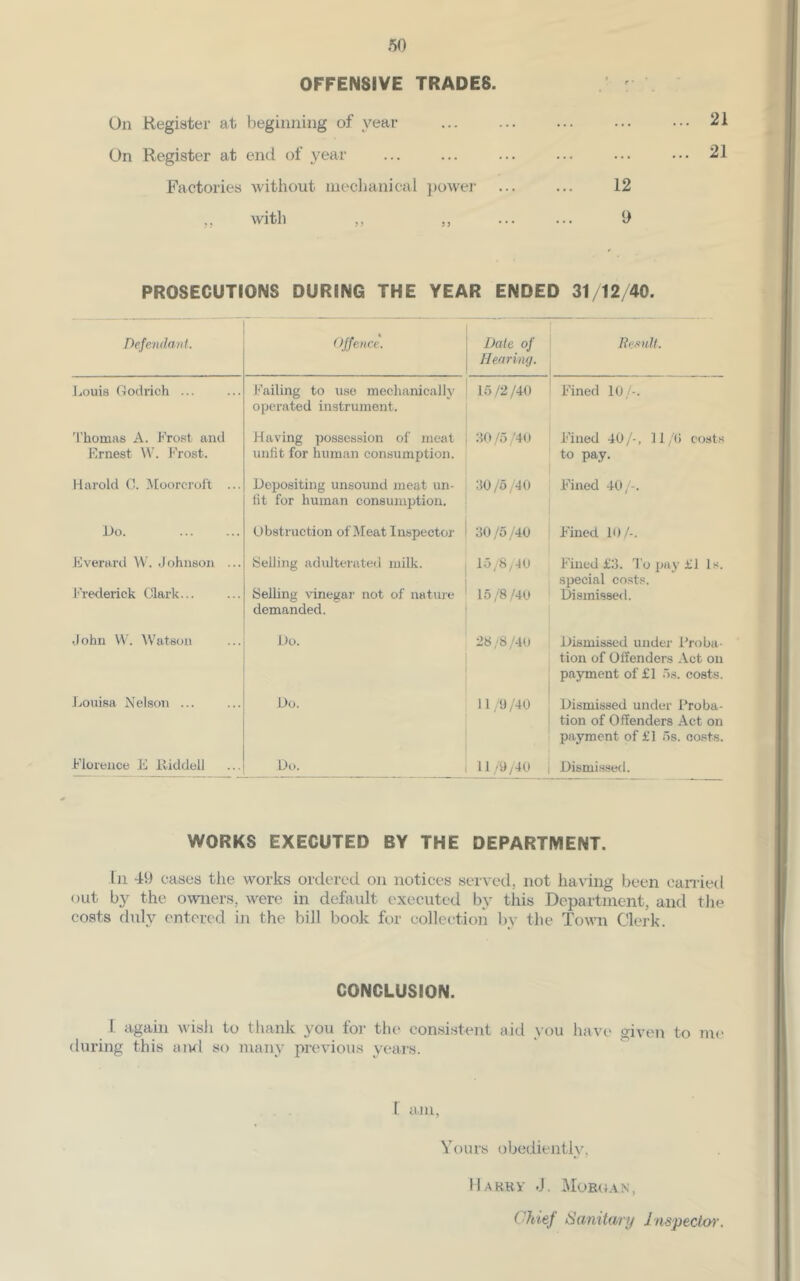 50
OFFENSIVE TRADES.
On Register at beginning of year ... ... ... ... ... 21
On Register at end of year ... ... ... ... ... ... 21
Factories without mechanical power ... ... 12
,, with ,, ,, ... ... 9
PROSECUTIONS DURING THE YEAR ENDED 31/12/40.
Defendant. Offence. Date of Hearing. Result.
Louis Godrich ... ... Failing to use mechanically 15/2/40 Fined 10/-.
operated instrument.
Thomas A. Frost and Having possession of meat 30/5/40 Fined 40/-, 11/6 costs
Ernest W. Frost. unfit for human consumption. to pay.
Harold C. Moorcroft ... Depositing unsound meat un- 30/5/40 Fined 40/-.
fit for human consumption.
Do. ... ... Obstruction of Meat Inspector 30/5/40 Fined 10/-.
Everard W. Johnson ... Selling adulterated milk. 15/8/40 Fined £3. To pay £1 1s.
special costs.
Frederick Clark... ... Selling vinegar not of nature 15/8/40 Dismissed.
demanded.
John W. Watson ... Do. 28/8/40 Dismissed under Proba-
tion of Offenders Act on
payment of £1 5s. costs.
Louisa Nelson ... ... Do. 11/9/40 Dismissed under Proba-
tion of Offenders Act on
payment of £1 5s. costs.
Florence E Riddell ... Do. 11/9/40 Dismissed.
WORKS EXECUTED BY THE DEPARTMENT.
In 49 cases the works ordered on notices served, not having been carried
out by the owners, were in default executed by this Department, and the
costs duly entered in the bill book for collection by the Town Clerk.
CONCLUSION.
I again wish to thank you for the consistent aid you have given to me
during this and so many previous years.
I am,
Yours obediently,
HARRY J. MORGAN,
Chief Sanitary Inspector.